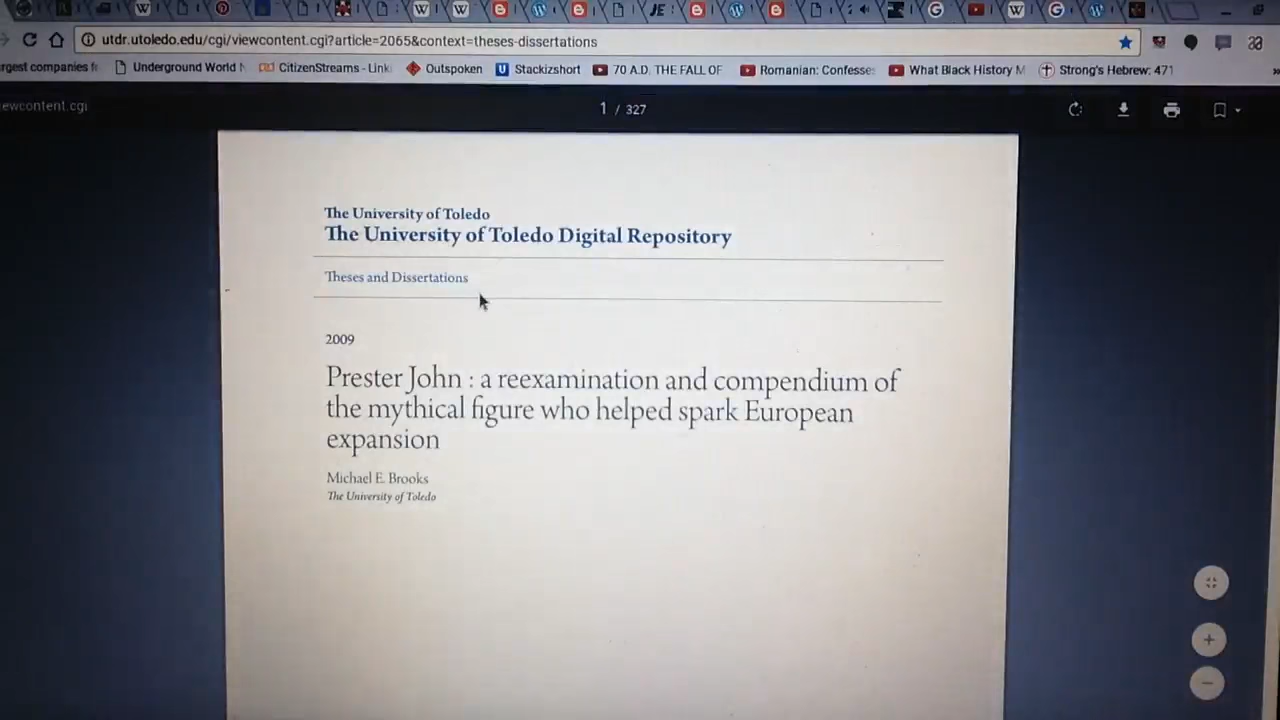 utdr.utoledo.edu/cgi/viewcontent.cgi?article=2065&context=theses-dissertations
rgest companies f Underground World CitizenStreams - Link Outspoken Stackizshort 70 A.D. THE FALL OF Romanian: Confesse: What Black History M Strong's Hebrew: 471
ewcontent.cgi
1 / 327
The University of Toledo
The University of Toledo Digital Repository
Theses and Dissertations
2009
Prester John : a reexamination and compendium of
the mythical figure who helped spark European
expansion
Michael E. Brooks
The University of Toledo